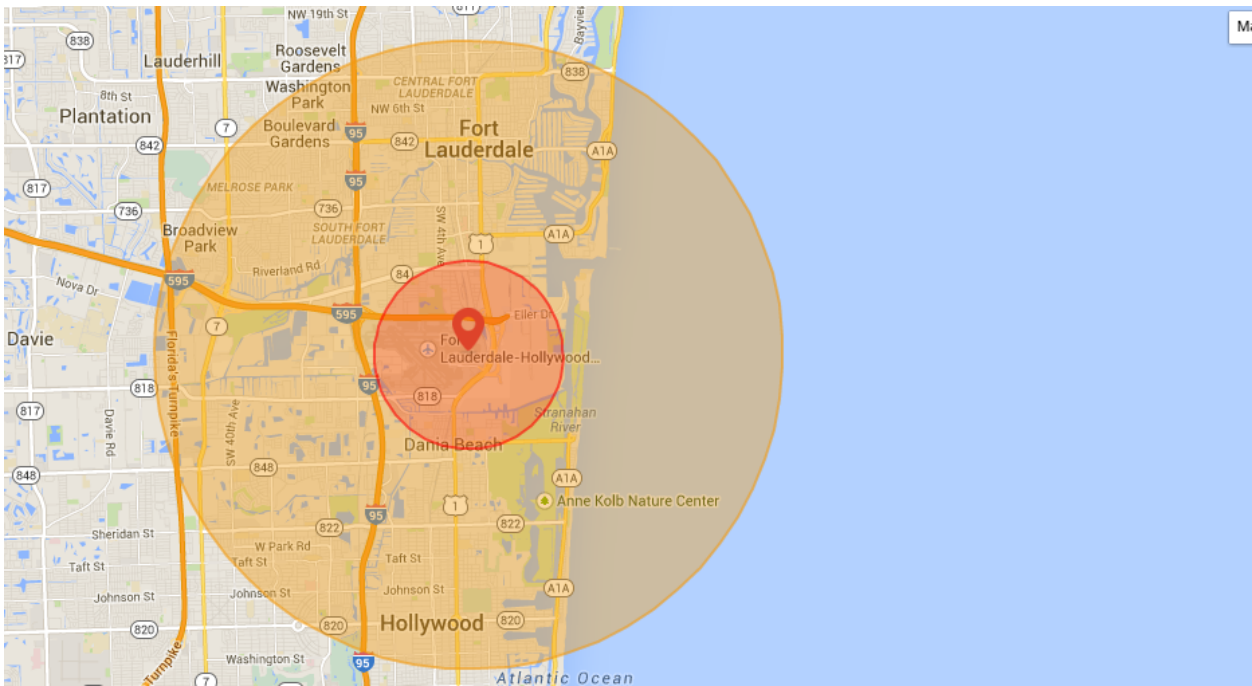 NW 19th St
811
Bayview
Ma
838
817
Lauderhill
Roosevelt
Gardens
838
CENTRAL FORT
LAUDERDALE
Washington
Park
8th St
NW 6th St
Plantation
7
Boulevard
Gardens
95
Fort
Lauderdale
842
842
A1A
95
817
MELROSE PARK
736
736
SW 4th Ave
Broadview
Park
SOUTH FORT
LAUDERDALE
1
A1A
Riverland Rd
84
595
Nova Dr
595
Eller Dr
7
Davie
Florida's Turnpike
Fort
Lauderdale-Hollywood...
95
818
818
817
Davie Rd
SW 40th Ave
Stranahan
River
Dania Beach
848
848
A1A
1
Anne Kolb Nature Center
95
822
822
Sheridan St
W Park Rd
Taft St
Taft St
Taft St
Johnson St
Johnson St
Johnson St
A1A
820
820
Hollywood
820
Washington St
95
Turnpike
7
Atlantic Ocean